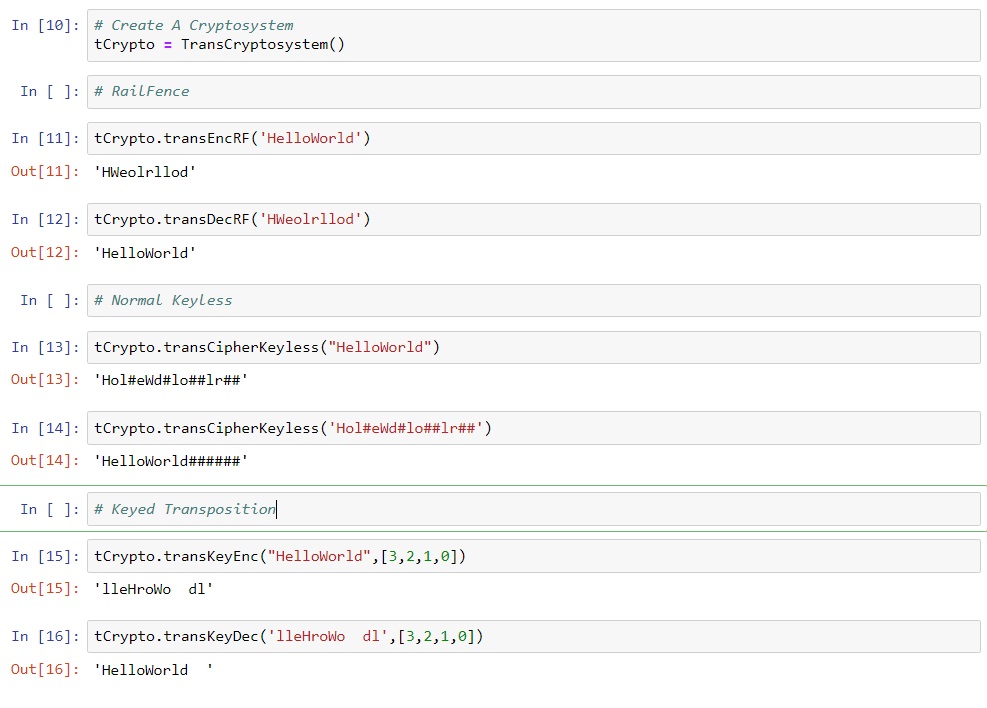 In [10]: # Create A Cryptosystem
tCrypto = TransCryptosystem()
In [ ]: # RailFence
In [11]: tCrypto.transEncRF('HelloWorld')
Out[11]: 'HWeolrllod'
In [12]: tCrypto.transDecRF('HWeolrllod')
Out[12]: 'HelloWorld'
In [ ]: # Normal Keyless
In [13]: tCrypto.transCipherKeyless("HelloWorld")
Out[13]: 'Hol#eWd#lo##lr##'
In [14]: tCrypto.transCipherKeyless('Hol#eWd#lo##lr##')
Out[14]: 'HelloWorld######'
In [ ]: # Keyed Transposition
In [15]: tCrypto.transKeyEnc("HelloWorld",[3,2,1,0])
Out[15]: 'lleHroWo  dl'
In [16]: tCrypto.transKeyDec('lleHroWo  dl',[3,2,1,0])
Out[16]: 'HelloWorld  '